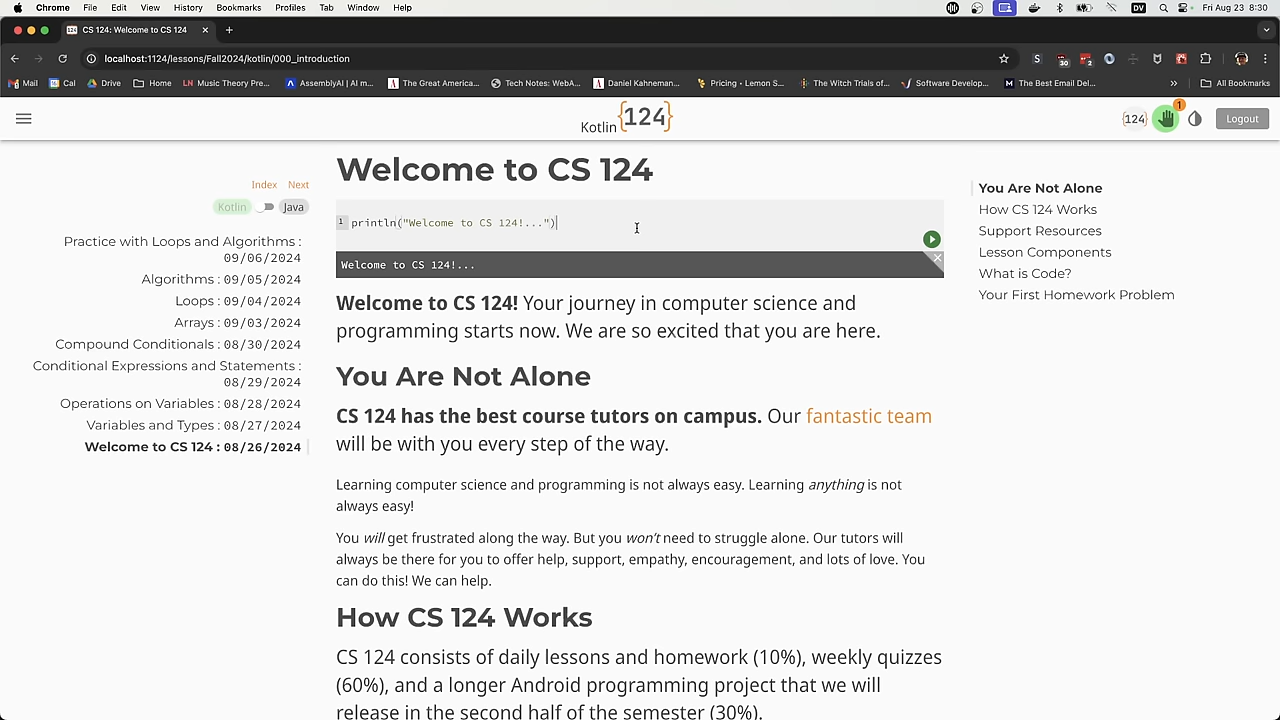 Chrome File Edit View History Bookmarks Profiles Tab Window Help DV Fri Aug 23 8:30
CS 124: Welcome to CS 124
localhost:1124/lessons/Fall2024/kotlin/000_introduction
Mail Cal Drive Home Music Theory Pre... AssemblyAI | AI m... The Great America... Tech Notes: WebA... Daniel Kahneman... Pricing • Lemon S... The Witch Trials of... Software Develop... The Best Email Del... » All Bookmarks
Kotlin {124}
{124} 1 Logout
Index Next
Kotlin Java
Practice with Loops and Algorithms :
09/06/2024
Algorithms : 09/05/2024
Loops : 09/04/2024
Arrays : 09/03/2024
Compound Conditionals : 08/30/2024
Conditional Expressions and Statements :
08/29/2024
Operations on Variables : 08/28/2024
Variables and Types : 08/27/2024
Welcome to CS 124 : 08/26/2024
Welcome to CS 124
1 println("Welcome to CS 124!...")
Welcome to CS 124!...
Welcome to CS 124! Your journey in computer science and
programming starts now. We are so excited that you are here.
You Are Not Alone
CS 124 has the best course tutors on campus. Our fantastic team
will be with you every step of the way.
Learning computer science and programming is not always easy. Learning anything is not
always easy!
You will get frustrated along the way. But you won't need to struggle alone. Our tutors will
always be there for you to offer help, support, empathy, encouragement, and lots of love. You
can do this! We can help.
How CS 124 Works
CS 124 consists of daily lessons and homework (10%), weekly quizzes
(60%), and a longer Android programming project that we will
release in the second half of the semester (30%).
You Are Not Alone
How CS 124 Works
Support Resources
Lesson Components
What is Code?
Your First Homework Problem